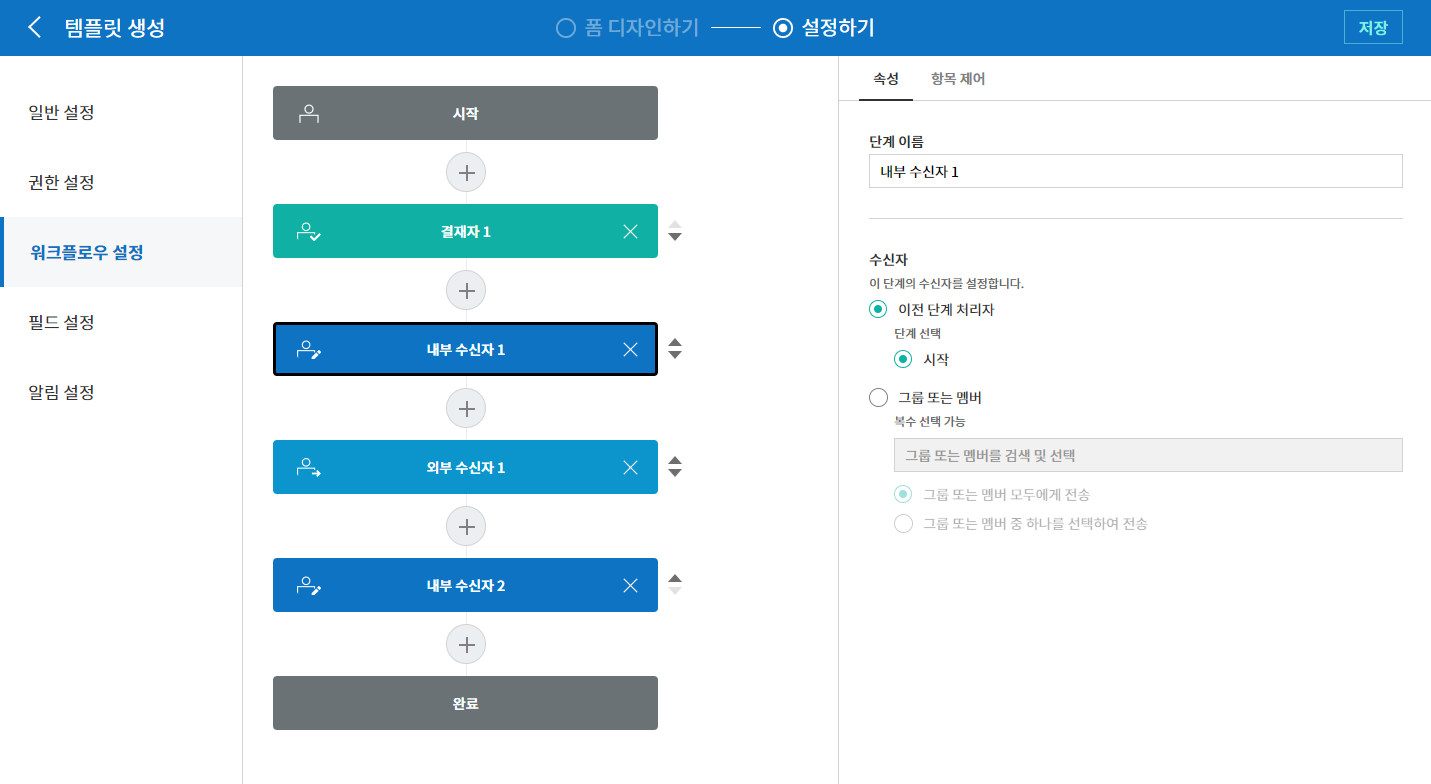 템플릿 생성
폼 디자인하기
설정하기
저장
일반 설정
권한 설정
워크플로우 설정
필드 설정
알림 설정
시작
결재자 1
내부 수신자 1
외부 수신자 1
내부 수신자 2
완료
속성
항목 제어
단계 이름
내부 수신자 1
수신자
이 단계의 수신자를 설정합니다.
이전 단계 처리자
단계 선택
시작
그룹 또는 멤버
복수 선택 가능
그룹 또는 멤버를 검색 및 선택
그룹 또는 멤버 모두에게 전송
그룹 또는 멤버 중 하나를 선택하여 전송